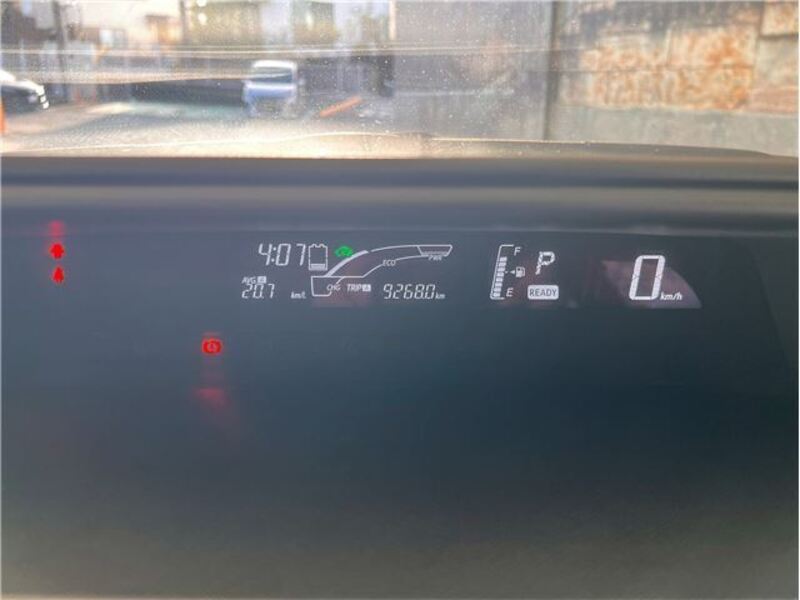 4:07
ECO
PWR
AVG A
20.7 km/L
CHG TRIP A 9268.0 km
F
E
P
READY
0 km/h